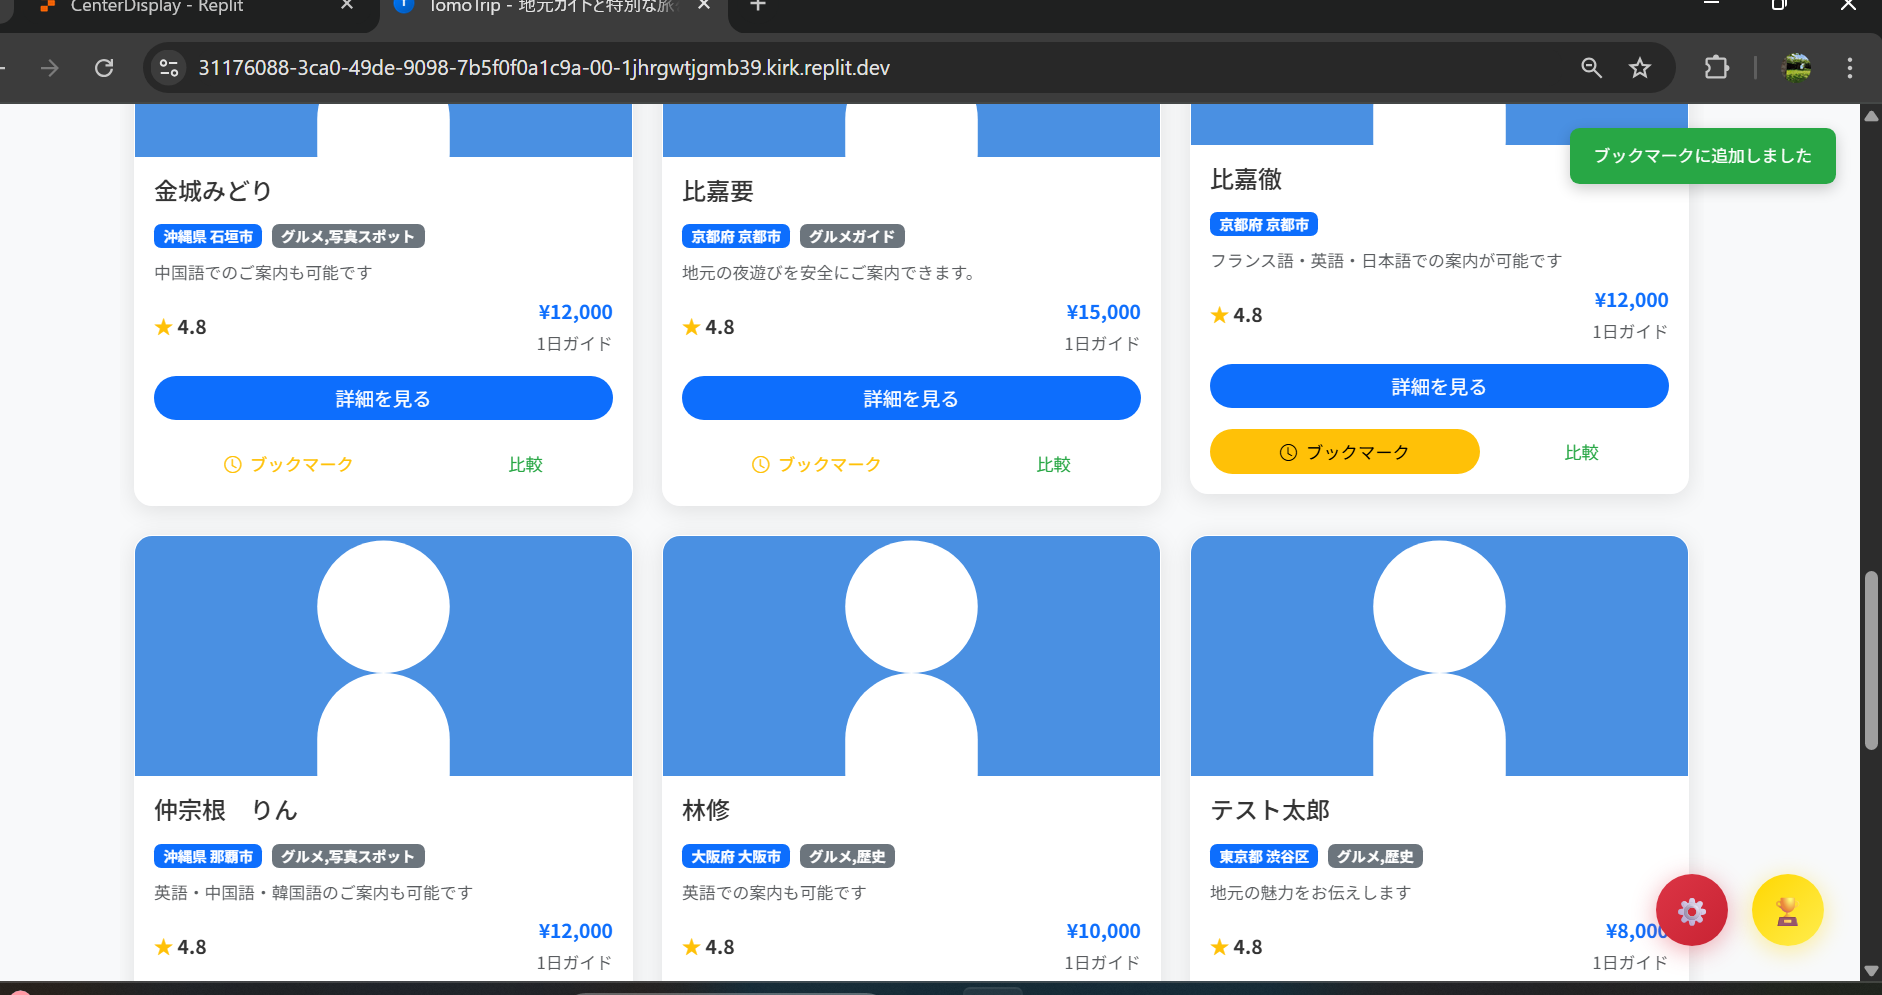 CenterDisplay - Replit
TomoTrip - 地元ガイドと特別な旅
31176088-3ca0-49de-9098-7b5f0f0a1c9a-00-1jhrgwtjgmb39.kirk.replit.dev
ブックマークに追加しました
金城みどり
沖縄県 石垣市 グルメ,写真スポット
中国語でのご案内も可能です
★ 4.8
¥12,000
1日ガイド
詳細を見る
ブックマーク 比較
比嘉要
京都府 京都市 グルメガイド
地元の夜遊びを安全にご案内できます。
★ 4.8
¥15,000
1日ガイド
詳細を見る
ブックマーク 比較
比嘉徹
京都府 京都市
フランス語・英語・日本語での案内が可能です
★ 4.8
¥12,000
1日ガイド
詳細を見る
ブックマーク 比較
仲宗根　りん
沖縄県 那覇市 グルメ,写真スポット
英語・中国語・韓国語のご案内も可能です
★ 4.8
¥12,000
1日ガイド
林修
大阪府 大阪市 グルメ,歴史
英語での案内も可能です
★ 4.8
¥10,000
1日ガイド
テスト太郎
東京都 渋谷区 グルメ,歴史
地元の魅力をお伝えします
★ 4.8
¥8,000
1日ガイド